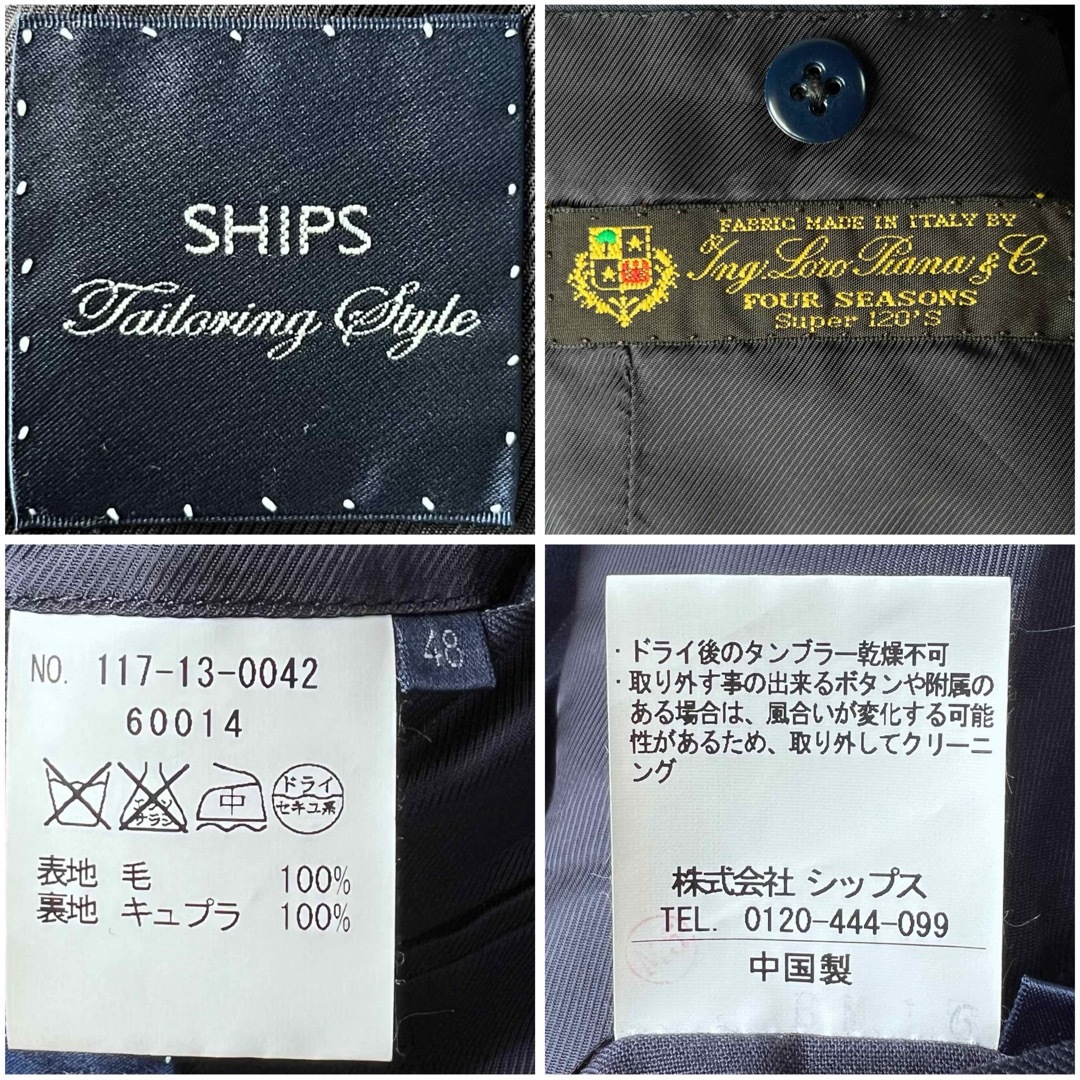 SHIPS
Tailoring Style
FABRIC MADE IN ITALY BY
Ing Loro Piana & C.
FOUR SEASONS
Super 120's
NO. 117-13-0042
60014
48
エンソ
サラシ
中
ドライ
セキユ系
表地 毛 100%
裏地 キュプラ 100%
・ドライ後のタンブラー乾燥不可
・取り外す事の出来るボタンや附属の
ある場合は、風合いが変化する可能
性があるため、取り外してクリーニ
ング
株式会社 シップス
TEL. 0120-444-099
中国製